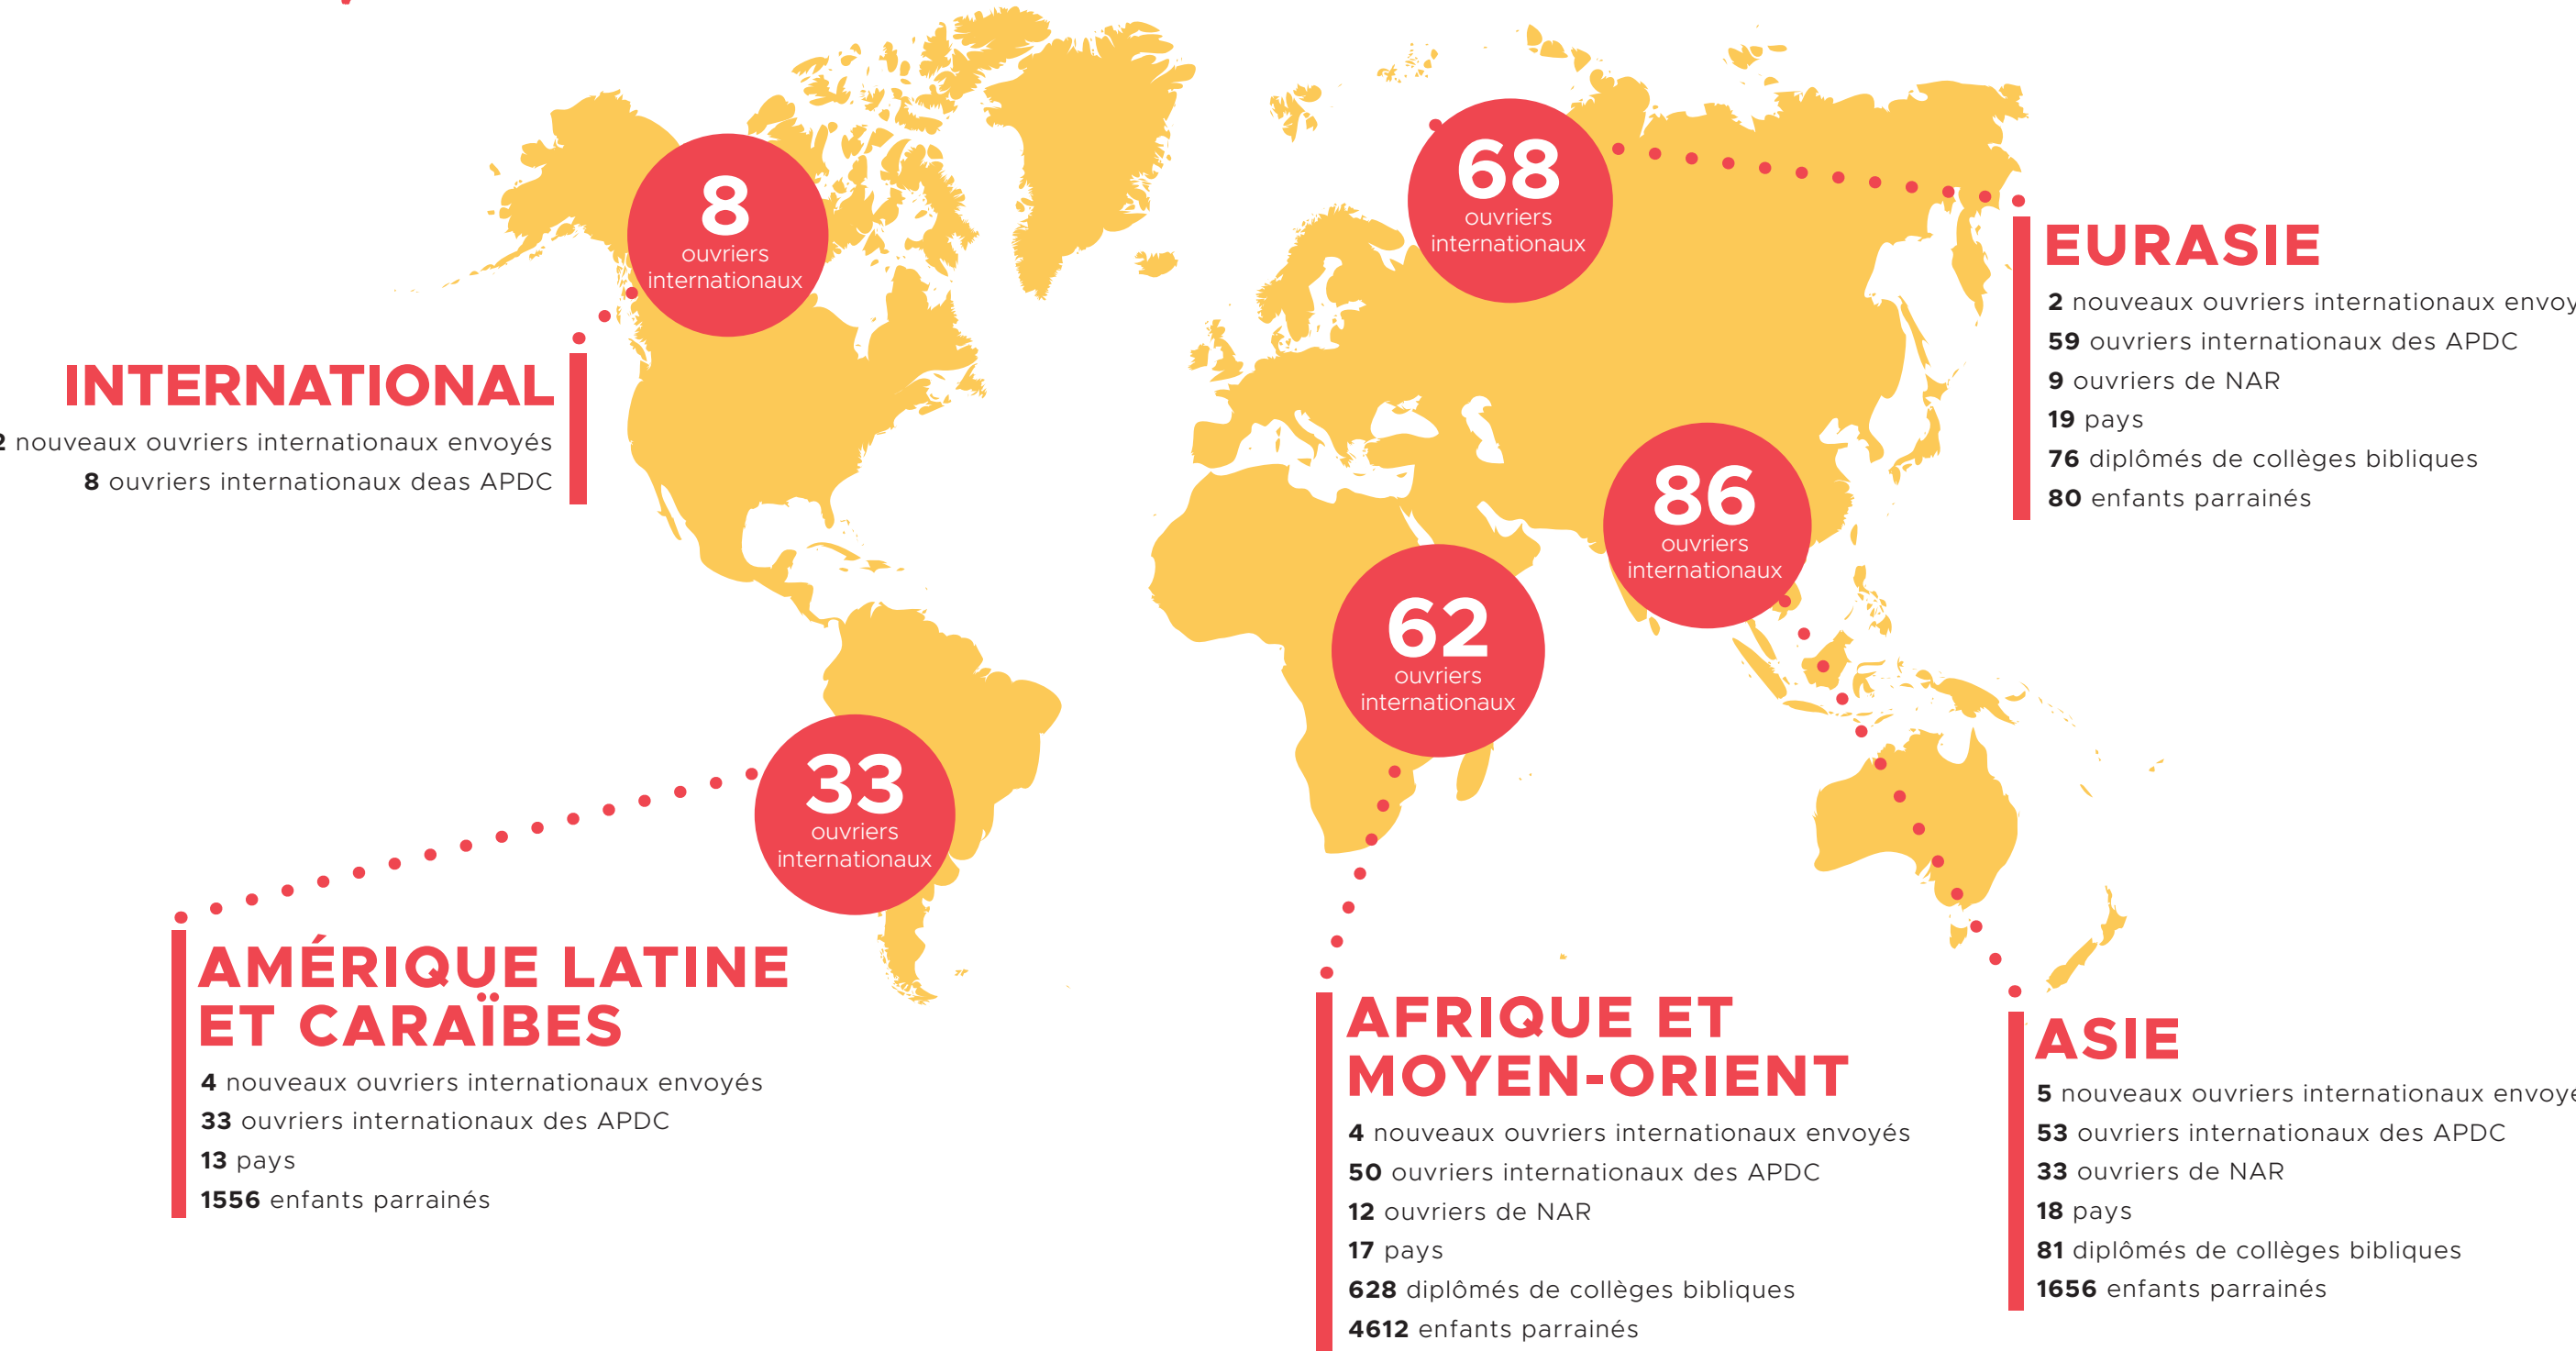 8
ouvriers
internationaux
INTERNATIONAL
2 nouveaux ouvriers internationaux envoyés
8 ouvriers internationaux deas APDC
68
ouvriers
internationaux
EURASIE
2 nouveaux ouvriers internationaux envoy
59 ouvriers internationaux des APDC
9 ouvriers de NAR
19 pays
76 diplômés de collèges bibliques
80 enfants parrainés
86
ouvriers
internationaux
62
ouvriers
internationaux
33
ouvriers
internationaux
AMÉRIQUE LATINE
ET CARAÏBES
4 nouveaux ouvriers internationaux envoyés
33 ouvriers internationaux des APDC
13 pays
1556 enfants parrainés
AFRIQUE ET
MOYEN-ORIENT
4 nouveaux ouvriers internationaux envoyés
50 ouvriers internationaux des APDC
12 ouvriers de NAR
17 pays
628 diplômés de collèges bibliques
4612 enfants parrainés
ASIE
5 nouveaux ouvriers internationaux envoyé
53 ouvriers internationaux des APDC
33 ouvriers de NAR
18 pays
81 diplômés de collèges bibliques
1656 enfants parrainés